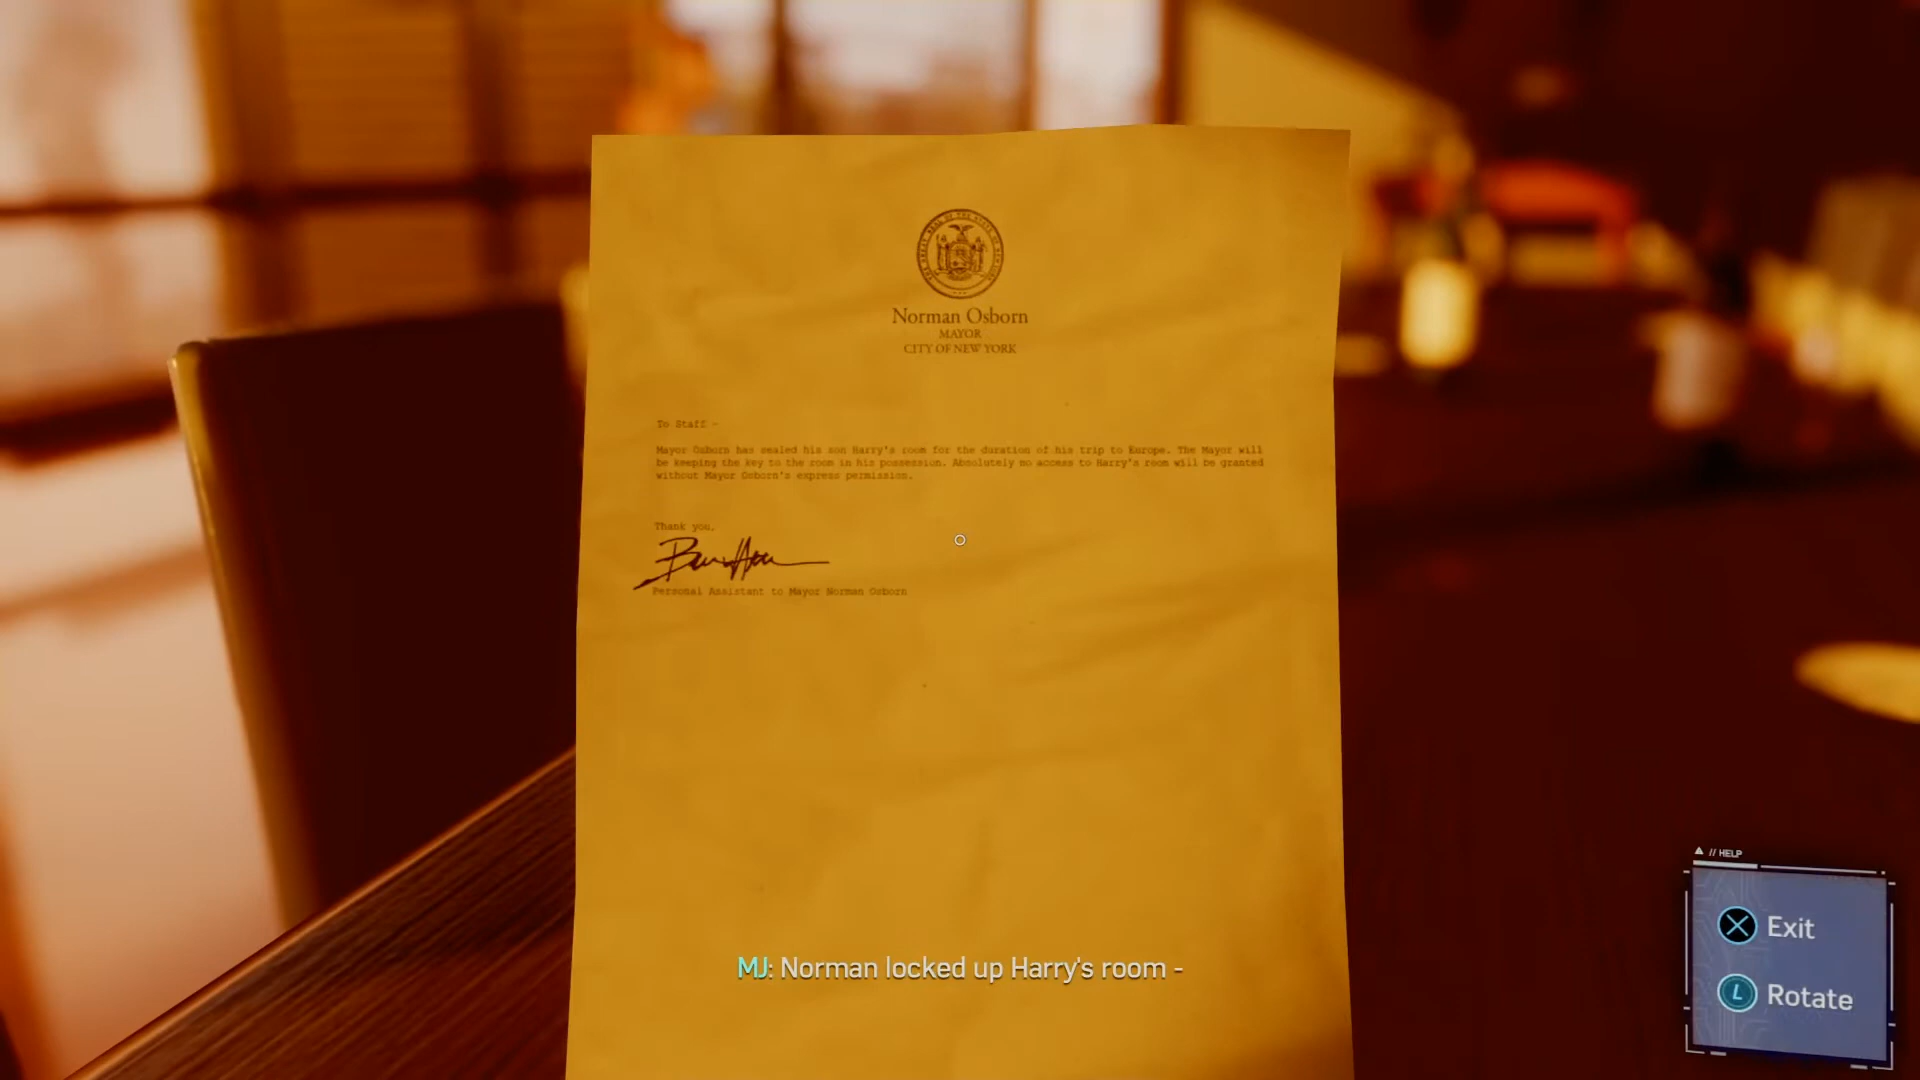 Norman Osborn
MAYOR
CITY OF NEW YORK
To Staff -
Mayor Osborn has sealed his son Harry's room for the duration of his trip to Europe. The Mayor will
be keeping the key to the room in his possession. Absolutely no access to Harry's room will be granted
without Mayor Osborn's express permission.
Thank you,
Personal Assistant to Mayor Norman Osborn
MJ: Norman locked up Harry's room -
// HELP
Exit
L Rotate